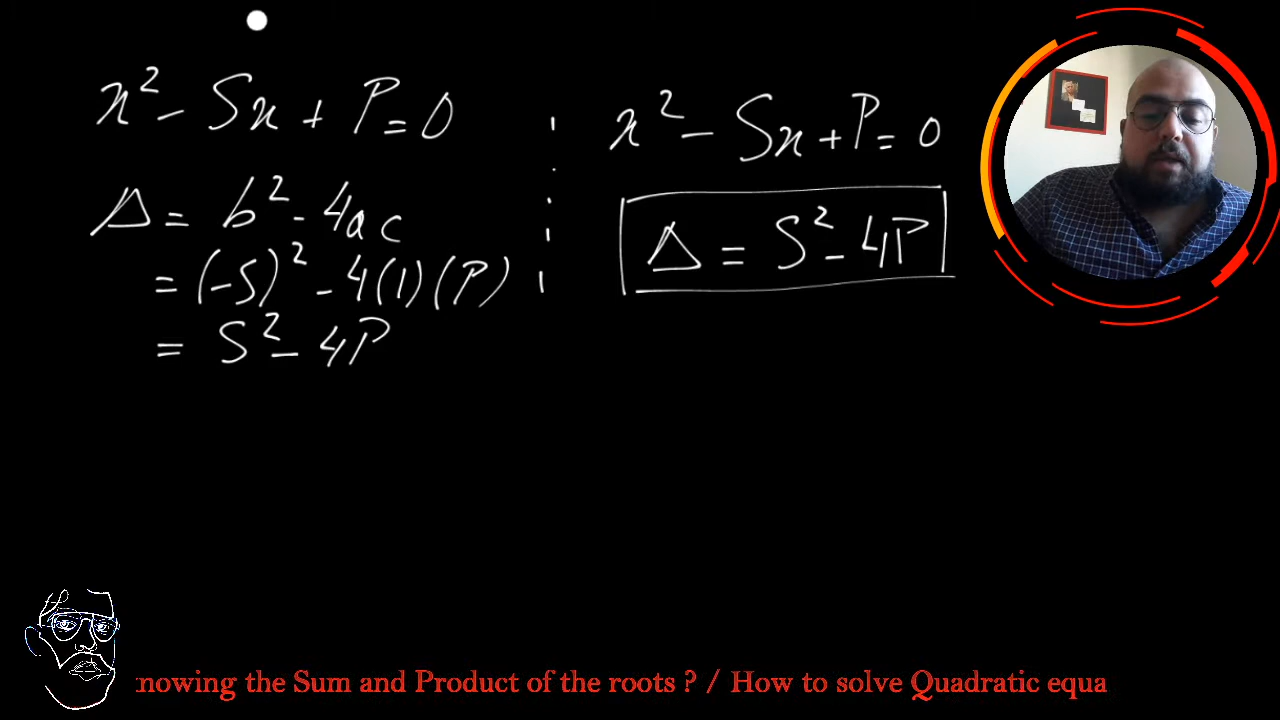 x² - Sx + P = 0
Δ = b² - 4ac
= (-S)² - 4(1)(P)
= S² - 4P
x² - Sx + P = 0
Δ = S² - 4P
nowing the Sum and Product of the roots ? / How to solve Quadratic equa